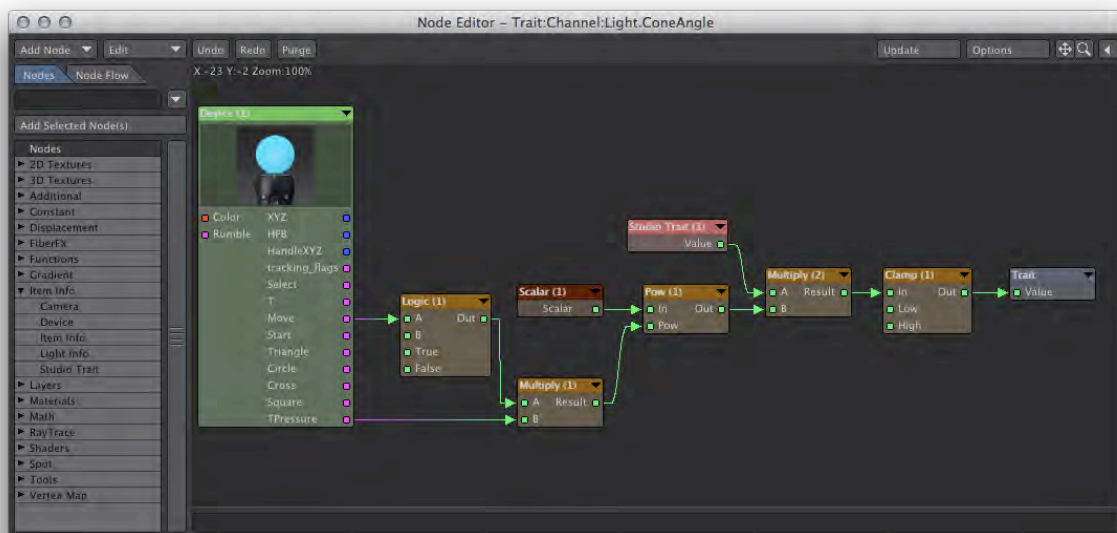 Node Editor – Trait:Channel:Light.ConeAngle
Add Node Edit Undo Redo Purge Update Options
Nodes Node Flow
X:-23 Y:-2 Zoom:100%
Add Selected Node(s)
Nodes
2D Textures
3D Textures
Additional
Constant
Displacement
FiberFX
Functions
Gradient
Item Info
Camera
Device
Item Info
Light Info
Studio Trait
Layers
Materials
Math
RayTrace
Shaders
Spot
Tools
Vertex Map
Device (1)
Color XYZ
Rumble HPB
HandleXYZ
tracking_flags
Select
T
Move
Start
Triangle
Circle
Cross
Square
TPressure
Logic (1)
A Out
B
True
False
Scalar (1)
Scalar
Multiply (1)
A Result
B
Studio Trait (1)
Value
Pow (1)
In Out
Pow
Multiply (2)
A Result
B
Clamp (1)
In Out
Low
High
Trait
Value